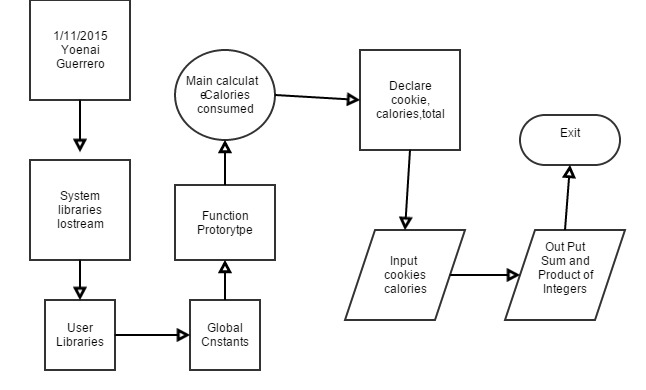 1/11/2015
Yoenai
Guerrero
System
libraries
Iostream
User
Libraries
Global
Cnstants
Function
Protorytpe
Main calculat
eCalories
consumed
Declare
cookie,
calories,total
Input
cookies
calories
Out Put
Sum and
Product of
Integers
Exit